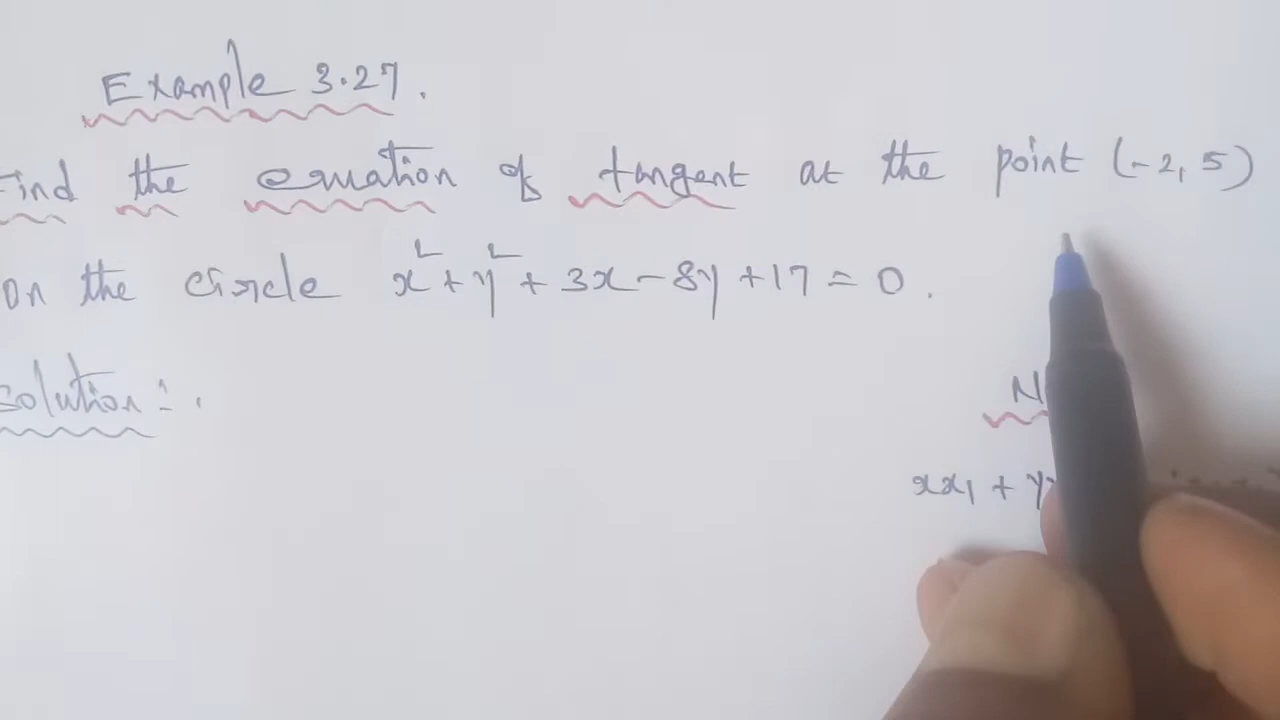 Example 3.27.
Find the equation of tangent at the point (-2, 5)
on the circle x² + y² + 3x - 8y + 17 = 0.
Solution:-
xx₁ +